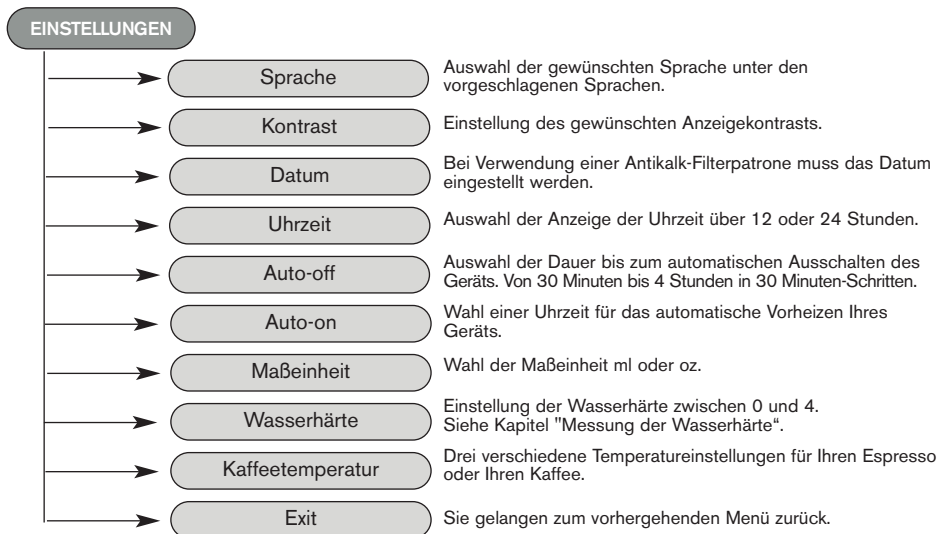 EINSTELLUNGEN
Sprache
Auswahl der gewünschten Sprache unter den
vorgeschlagenen Sprachen.
Kontrast
Einstellung des gewünschten Anzeigekontrasts.
Datum
Bei Verwendung einer Antikalk-Filterpatrone muss das Datum
eingestellt werden.
Uhrzeit
Auswahl der Anzeige der Uhrzeit über 12 oder 24 Stunden.
Auto-off
Auswahl der Dauer bis zum automatischen Ausschalten des
Geräts. Von 30 Minuten bis 4 Stunden in 30 Minuten-Schritten.
Auto-on
Wahl einer Uhrzeit für das automatische Vorheizen Ihres
Geräts.
Maßeinheit
Wahl der Maßeinheit ml oder oz.
Wasserhärte
Einstellung der Wasserhärte zwischen 0 und 4.
Siehe Kapitel "Messung der Wasserhärte“.
Kaffeetemperatur
Drei verschiedene Temperatureinstellungen für Ihren Espresso
oder Ihren Kaffee.
Exit
Sie gelangen zum vorhergehenden Menü zurück.